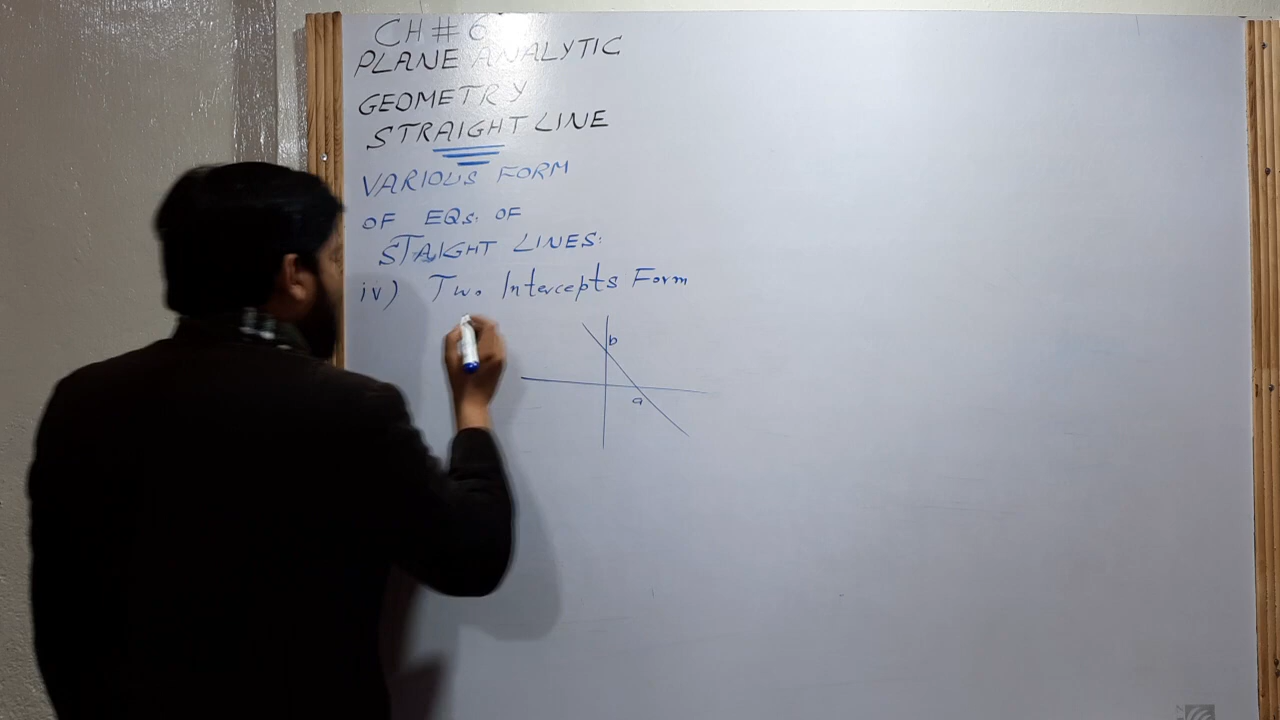 CH # 6
PLANE ANALYTIC
GEOMETRY
STRAIGHT LINE
VARIOUS FORM
OF EQs. OF
STAIGHT LINES:
iv) Two Intercepts Form
b
a